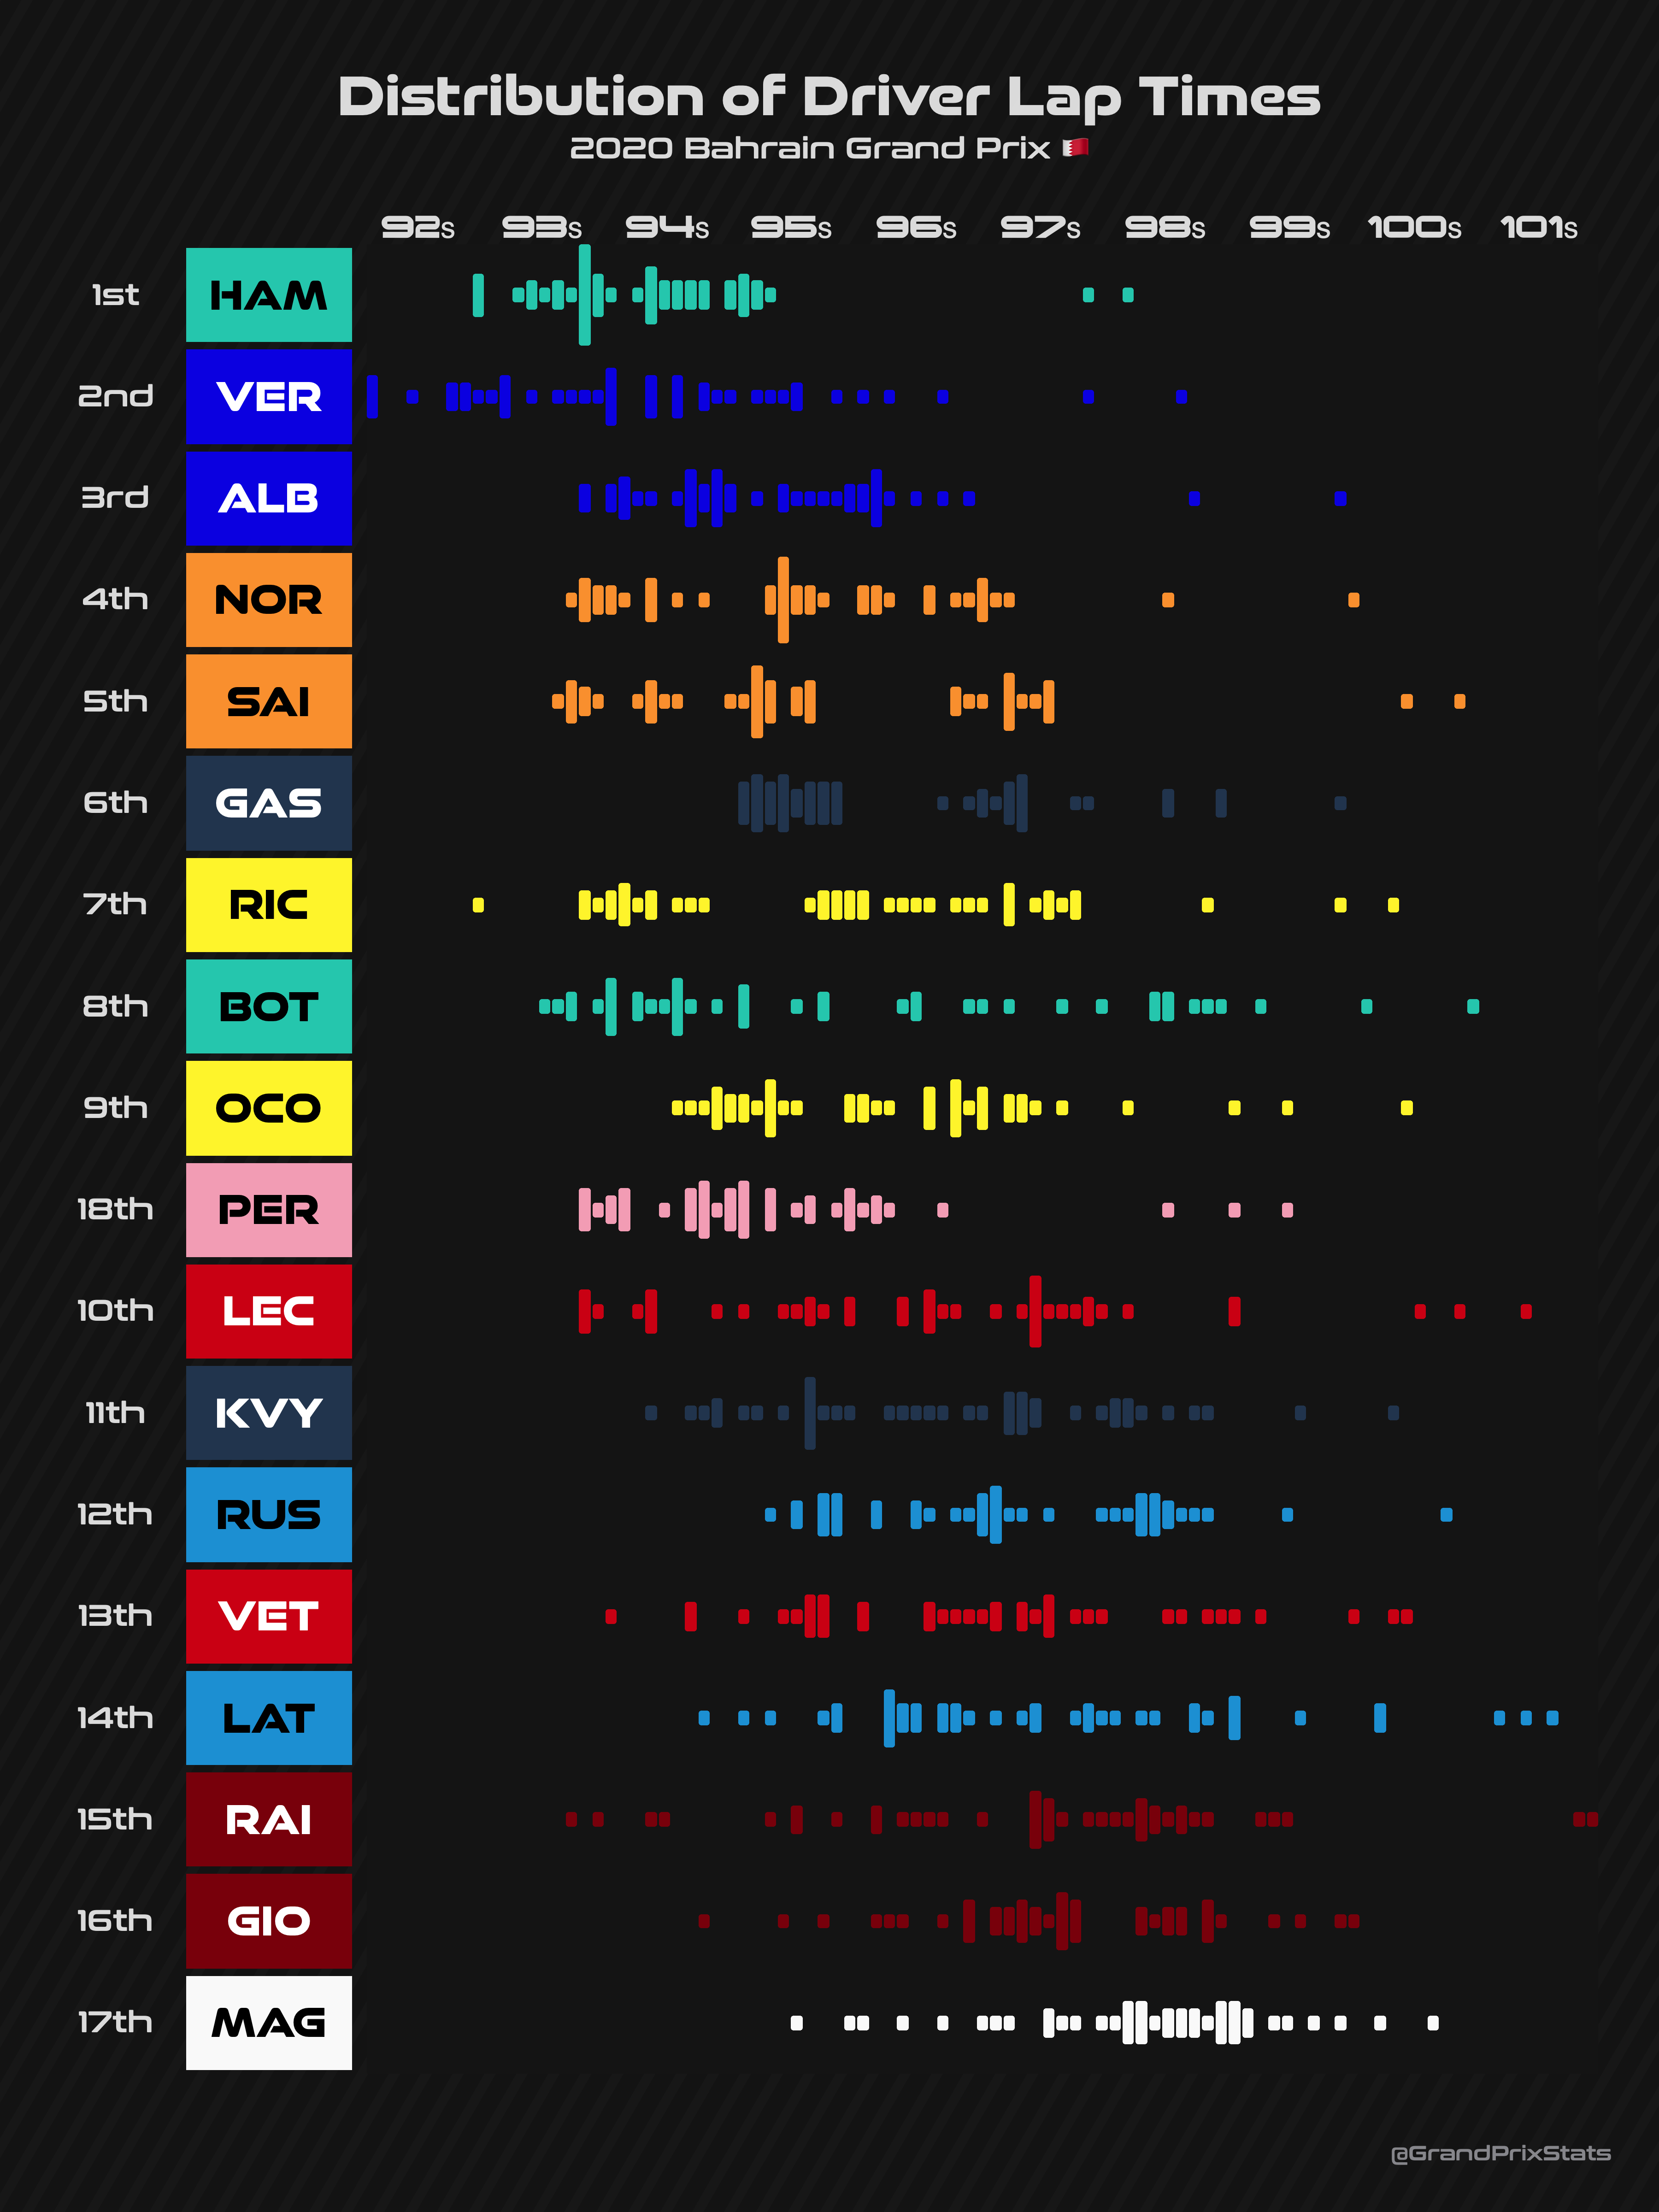 Distribution of Driver Lap Times
2020 Bahrain Grand Prix 🇧🇭
92s 93s 94s 95s 96s 97s 98s 99s 100s 101s
1st HAM
2nd VER
3rd ALB
4th NOR
5th SAI
6th GAS
7th RIC
8th BOT
9th OCO
18th PER
10th LEC
11th KVY
12th RUS
13th VET
14th LAT
15th RAI
16th GIO
17th MAG
@GrandPrixStats